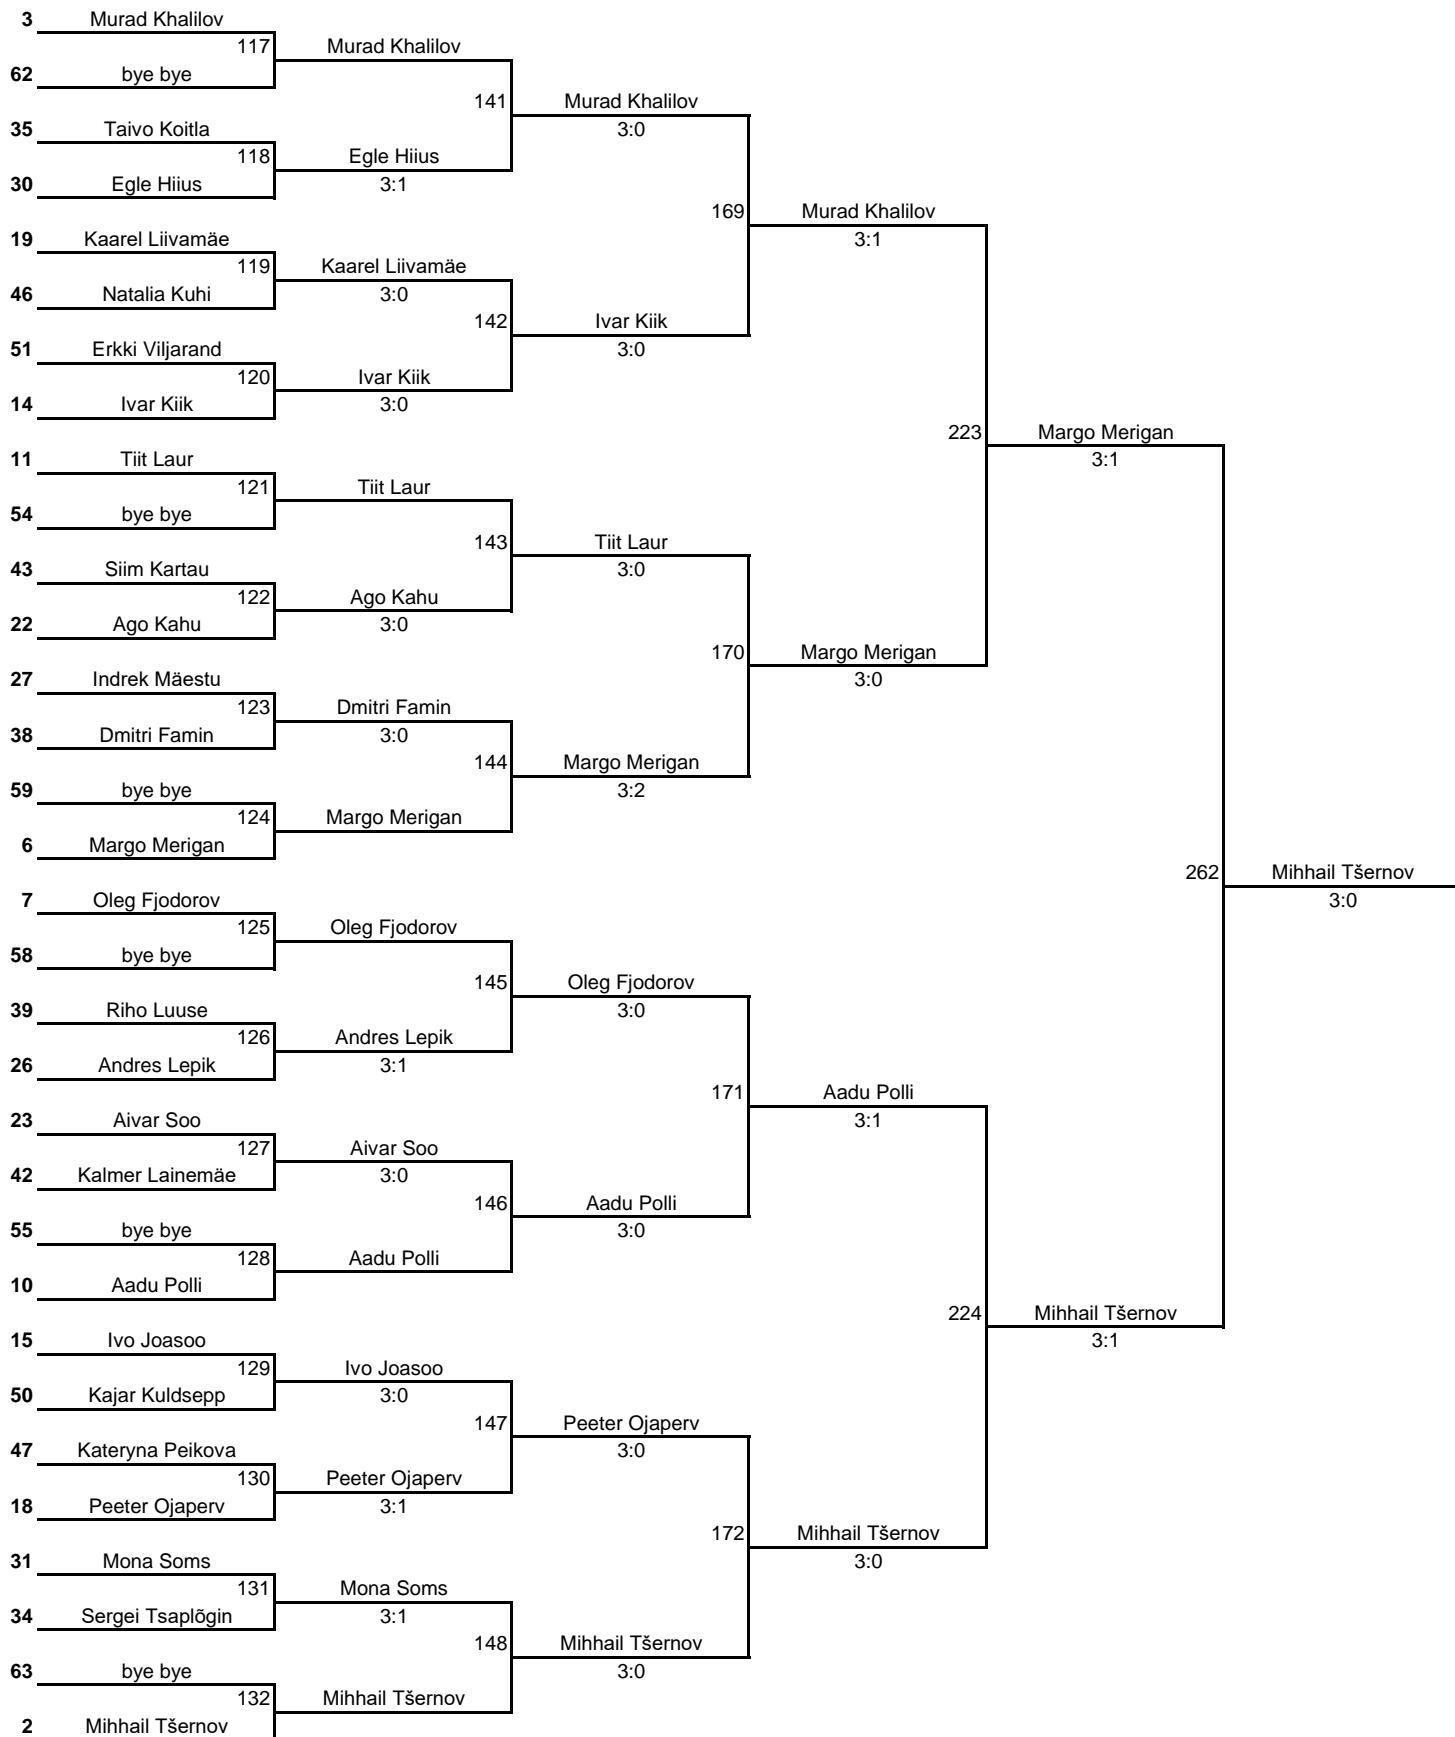 3 Murad Khalilov
117 Murad Khalilov
62 bye bye
141 Murad Khalilov
35 Taivo Koitla 3:0
118 Egle Hiius
30 Egle Hiius 3:1
169 Murad Khalilov
19 Kaarel Liivamäe 3:1
119 Kaarel Liivamäe
46 Natalia Kuhi 3:0
142 Ivar Kiik
51 Erkki Viljarand 3:0
120 Ivar Kiik
14 Ivar Kiik 3:0
223 Margo Merigan
11 Tiit Laur 3:1
121 Tiit Laur
54 bye bye
143 Tiit Laur
43 Siim Kartau 3:0
122 Ago Kahu
22 Ago Kahu 3:0
170 Margo Merigan
27 Indrek Mäestu 3:0
123 Dmitri Famin
38 Dmitri Famin 3:0
144 Margo Merigan
59 bye bye 3:2
124 Margo Merigan
6 Margo Merigan
262 Mihhail Tšernov
7 Oleg Fjodorov 3:0
125 Oleg Fjodorov
58 bye bye
145 Oleg Fjodorov
39 Riho Luuse 3:0
126 Andres Lepik
26 Andres Lepik 3:1
171 Aadu Polli
23 Aivar Soo 3:1
127 Aivar Soo
42 Kalmer Lainemäe 3:0
146 Aadu Polli
55 bye bye 3:0
128 Aadu Polli
10 Aadu Polli
224 Mihhail Tšernov
15 Ivo Joasoo 3:1
129 Ivo Joasoo
50 Kajar Kuldsepp 3:0
147 Peeter Ojaperv
47 Kateryna Peikova 3:0
130 Peeter Ojaperv
18 Peeter Ojaperv 3:1
172 Mihhail Tšernov
31 Mona Soms 3:0
131 Mona Soms
34 Sergei Tsaplõgin 3:1
148 Mihhail Tšernov
63 bye bye 3:0
132 Mihhail Tšernov
2 Mihhail Tšernov